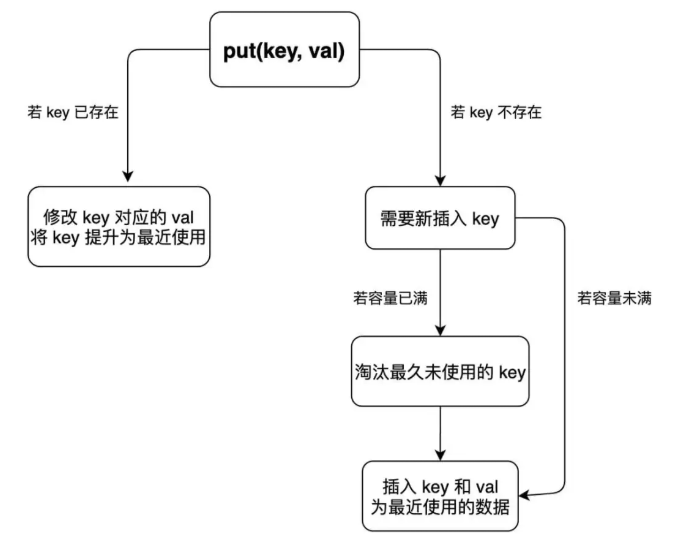 put(key, val)
若 key 已存在
若 key 不存在
修改 key 对应的 val
将 key 提升为最近使用
需要新插入 key
若容量已满
若容量未满
淘汰最久未使用的 key
插入 key 和 val
为最近使用的数据